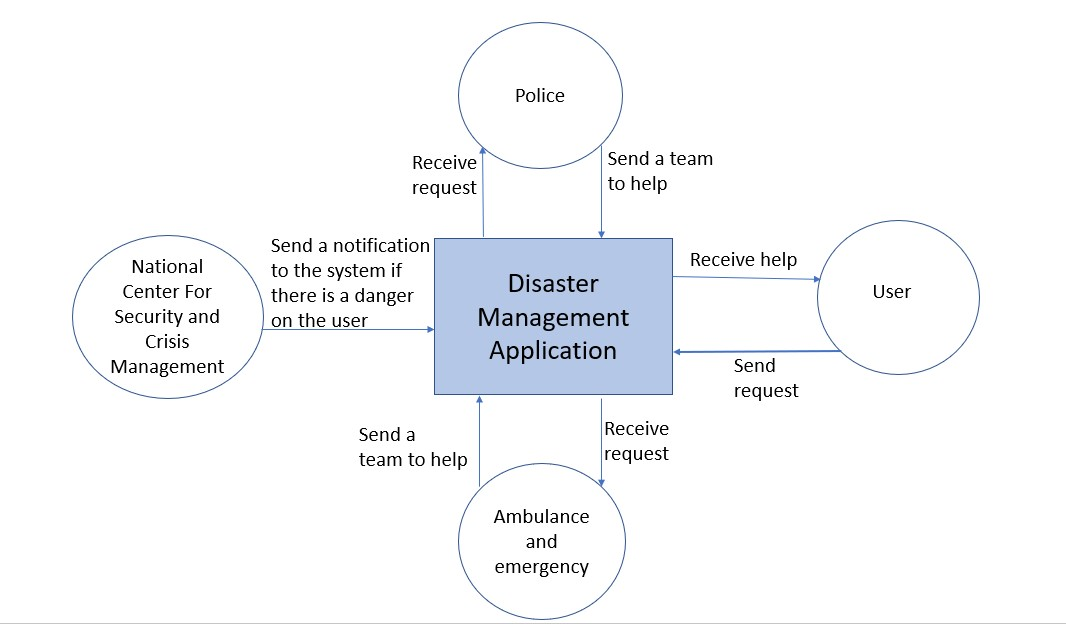 Police
Receive
request
Send a team
to help
National
Center For
Security and
Crisis
Management
Send a notification
to the system if
there is a danger
on the user
Disaster
Management
Application
Receive help
User
Send
request
Send a
team to help
Receive
request
Ambulance
and
emergency